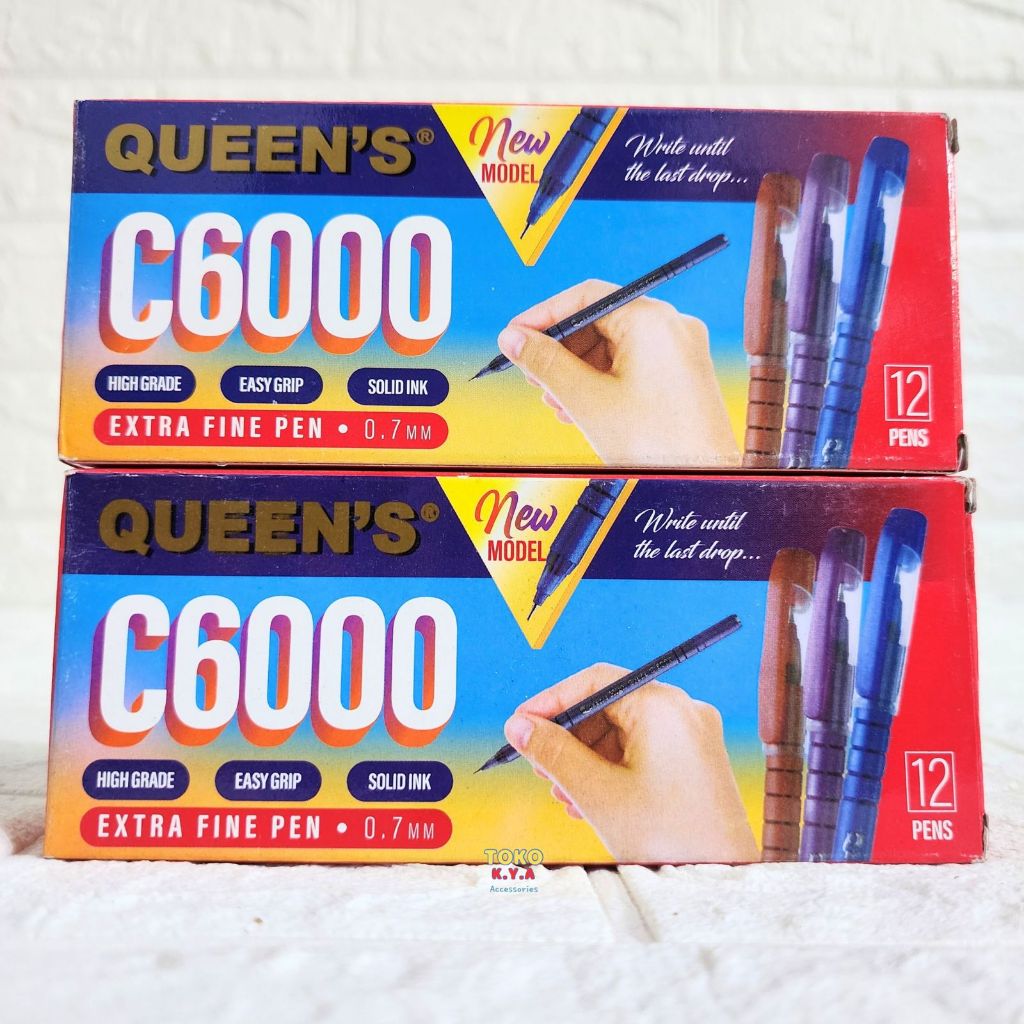 QUEEN'S®
New
MODEL
Write until
the last drop...
C6000
HIGH GRADE
EASY GRIP
SOLID INK
EXTRA FINE PEN • 0.7MM
12
PENS
QUEEN'S®
New
MODEL
Write until
the last drop...
C6000
HIGH GRADE
EASY GRIP
SOLID INK
EXTRA FINE PEN • 0.7MM
12
PENS
TOKO
K.Y.A
Accessories